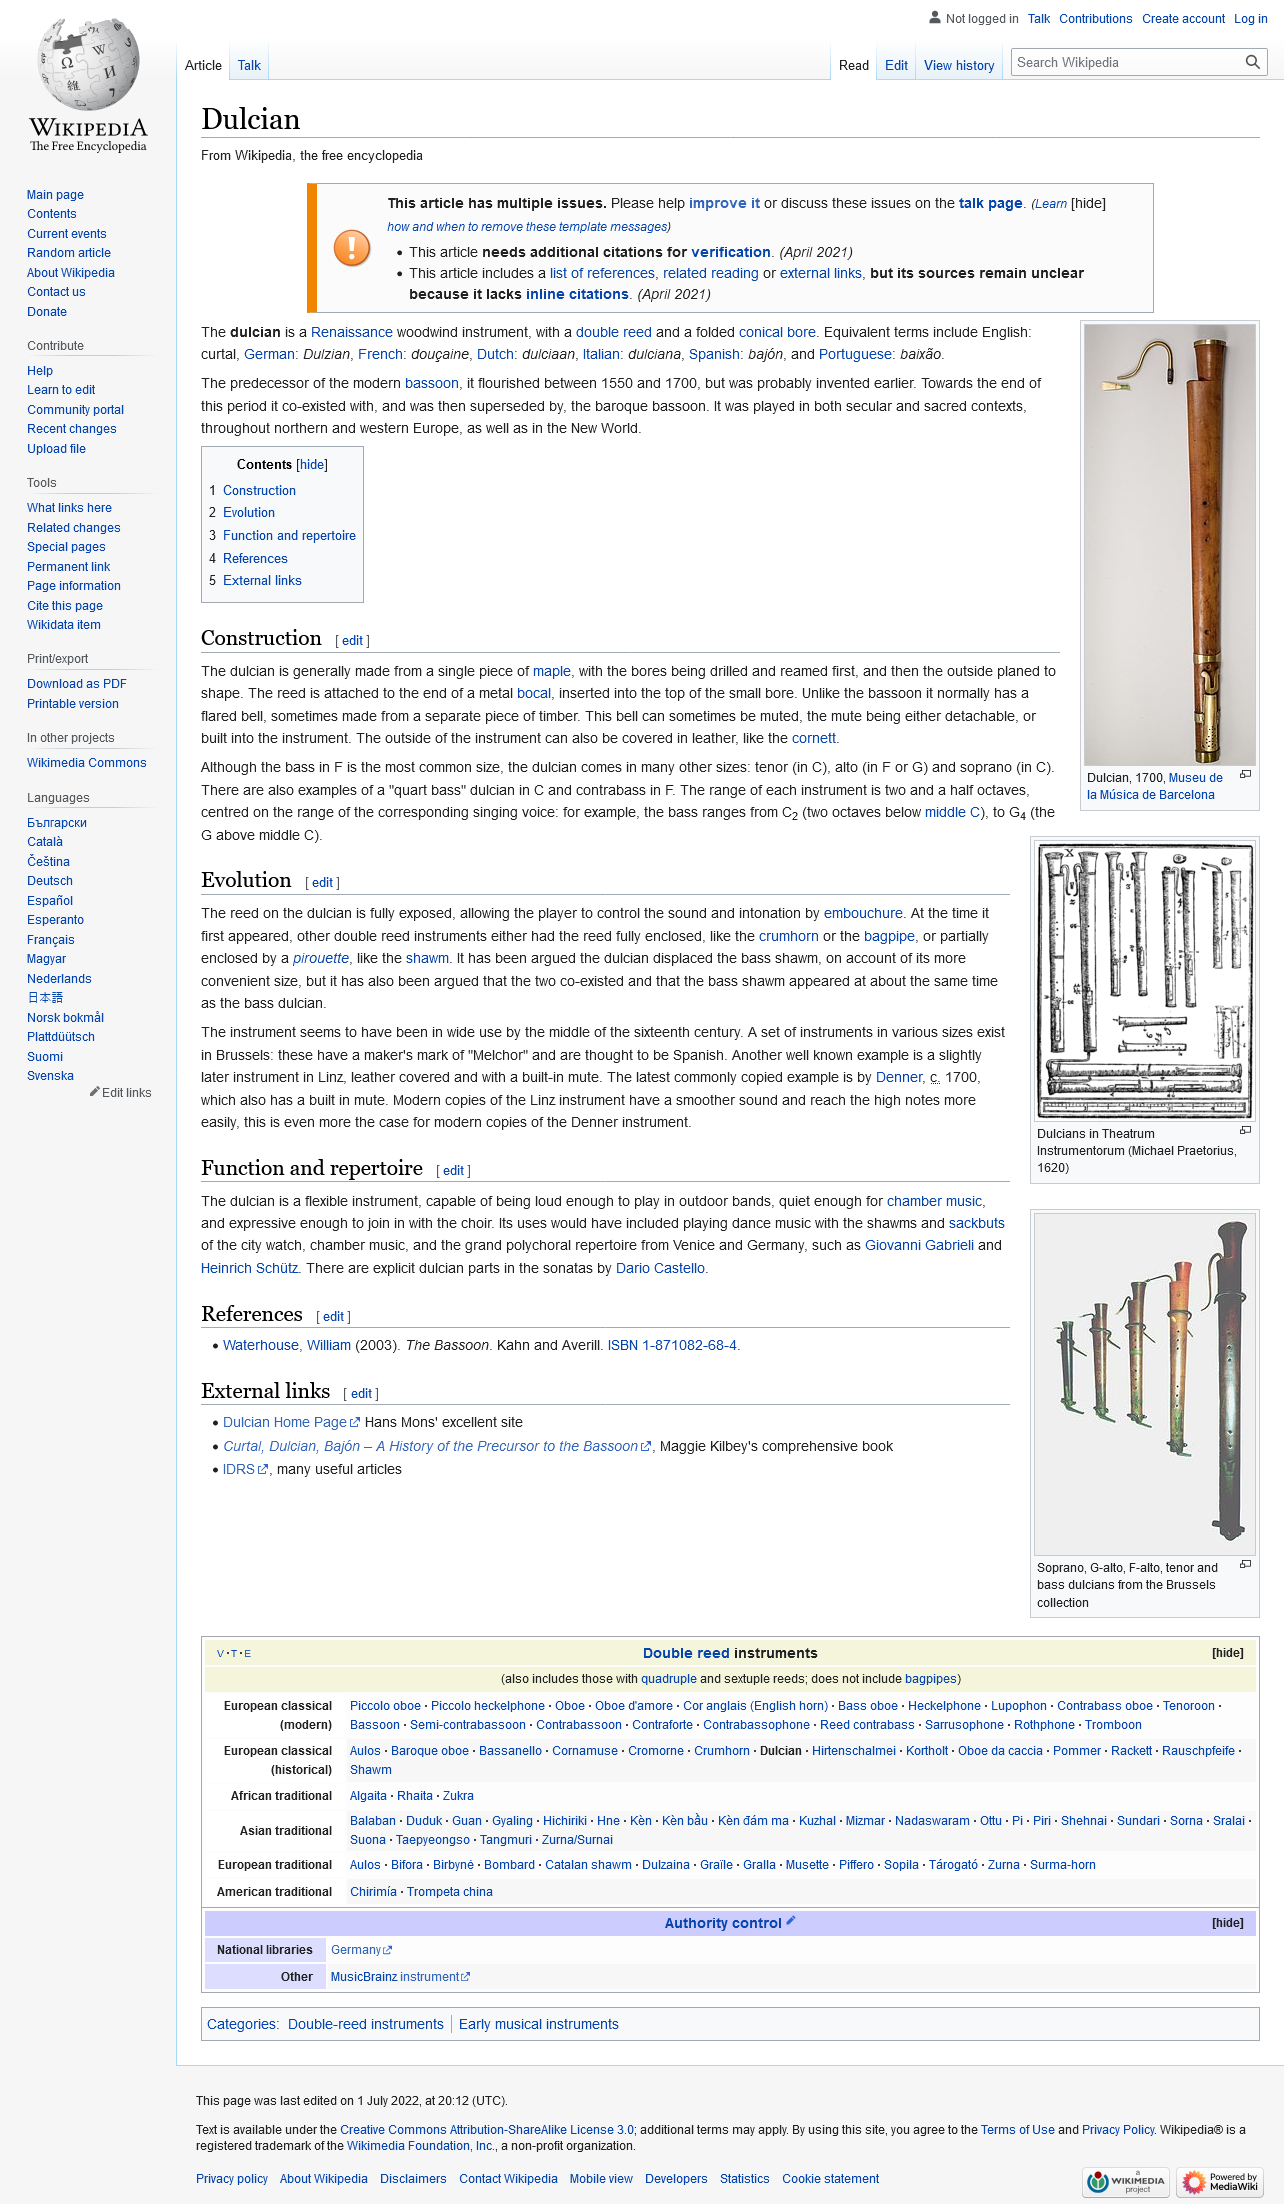 Not logged in Talk Contributions Create account Log in
Article Talk Read Edit View history Search Wikipedia
WIKIPEDIA
The Free Encyclopedia
Main page
Contents
Current events
Random article
About Wikipedia
Contact us
Donate
Contribute
Help
Learn to edit
Community portal
Recent changes
Upload file
Tools
What links here
Related changes
Special pages
Permanent link
Page information
Cite this page
Wikidata item
Print/export
Download as PDF
Printable version
In other projects
Wikimedia Commons
Languages
Български
Català
Čeština
Deutsch
Español
Esperanto
Français
Magyar
Nederlands
日本語
Norsk bokmål
Plattdüütsch
Suomi
Svenska
Edit links
Dulcian
From Wikipedia, the free encyclopedia
This article has multiple issues. Please help improve it or discuss these issues on the talk page. (Learn [hide]
how and when to remove these template messages)
• This article needs additional citations for verification. (April 2021)
• This article includes a list of references, related reading or external links, but its sources remain unclear
because it lacks inline citations. (April 2021)
The dulcian is a Renaissance woodwind instrument, with a double reed and a folded conical bore. Equivalent terms include English:
curtal, German: Dulzian, French: douçaine, Dutch: dulciaan, Italian: dulciana, Spanish: bajón, and Portuguese: baixão.
The predecessor of the modern bassoon, it flourished between 1550 and 1700, but was probably invented earlier. Towards the end of
this period it co-existed with, and was then superseded by, the baroque bassoon. It was played in both secular and sacred contexts,
throughout northern and western Europe, as well as in the New World.
Contents [hide]
1 Construction
2 Evolution
3 Function and repertoire
4 References
5 External links
Dulcian, 1700, Museu de
la Música de Barcelona
Construction [ edit ]
The dulcian is generally made from a single piece of maple, with the bores being drilled and reamed first, and then the outside planed to
shape. The reed is attached to the end of a metal bocal, inserted into the top of the small bore. Unlike the bassoon it normally has a
flared bell, sometimes made from a separate piece of timber. This bell can sometimes be muted, the mute being either detachable, or
built into the instrument. The outside of the instrument can also be covered in leather, like the cornett.
Although the bass in F is the most common size, the dulcian comes in many other sizes: tenor (in C), alto (in F or G) and soprano (in C).
There are also examples of a "quart bass" dulcian in C and contrabass in F. The range of each instrument is two and a half octaves,
centred on the range of the corresponding singing voice: for example, the bass ranges from C2 (two octaves below middle C), to G4 (the
G above middle C).
Evolution [ edit ]
The reed on the dulcian is fully exposed, allowing the player to control the sound and intonation by embouchure. At the time it
first appeared, other double reed instruments either had the reed fully enclosed, like the crumhorn or the bagpipe, or partially
enclosed by a pirouette, like the shawm. It has been argued the dulcian displaced the bass shawm, on account of its more
convenient size, but it has also been argued that the two co-existed and that the bass shawm appeared at about the same time
as the bass dulcian.
The instrument seems to have been in wide use by the middle of the sixteenth century. A set of instruments in various sizes exist
in Brussels: these have a maker's mark of "Melchor" and are thought to be Spanish. Another well known example is a slightly
later instrument in Linz, leather covered and with a built-in mute. The latest commonly copied example is by Denner, c. 1700,
which also has a built in mute. Modern copies of the Linz instrument have a smoother sound and reach the high notes more
easily, this is even more the case for modern copies of the Denner instrument.
Dulcians in Theatrum
Instrumentorum (Michael Praetorius,
1620)
Function and repertoire [ edit ]
The dulcian is a flexible instrument, capable of being loud enough to play in outdoor bands, quiet enough for chamber music,
and expressive enough to join in with the choir. Its uses would have included playing dance music with the shawms and sackbuts
of the city watch, chamber music, and the grand polychoral repertoire from Venice and Germany, such as Giovanni Gabrieli and
Heinrich Schütz. There are explicit dulcian parts in the sonatas by Dario Castello.
References [ edit ]
• Waterhouse, William (2003). The Bassoon. Kahn and Averill. ISBN 1-871082-68-4.
External links [ edit ]
• Dulcian Home Page Hans Mons' excellent site
• Curtal, Dulcian, Bajón – A History of the Precursor to the Bassoon, Maggie Kilbey's comprehensive book
• IDRS, many useful articles
Soprano, G-alto, F-alto, tenor and
bass dulcians from the Brussels
collection
V · T · E Double reed instruments [hide]
(also includes those with quadruple and sextuple reeds; does not include bagpipes)
European classical (modern)
Piccolo oboe · Piccolo heckelphone · Oboe · Oboe d'amore · Cor anglais (English horn) · Bass oboe · Heckelphone · Lupophon · Contrabass oboe · Tenoroon ·
Bassoon · Semi-contrabassoon · Contrabassoon · Contraforte · Contrabassophone · Reed contrabass · Sarrusophone · Rothphone · Tromboon
European classical (historical)
Aulos · Baroque oboe · Bassanello · Cornamuse · Cromorne · Crumhorn · Dulcian · Hirtenschalmei · Kortholt · Oboe da caccia · Pommer · Rackett · Rauschpfeife ·
Shawm
African traditional Algaita · Rhaita · Zukra
Asian traditional
Balaban · Duduk · Guan · Gyaling · Hichiriki · Hne · Kèn · Kèn bầu · Kèn đám ma · Kuzhal · Mizmar · Nadaswaram · Ottu · Pi · Piri · Shehnai · Sundari · Sorna · Sralai ·
Suona · Taepyeongso · Tangmuri · Zurna/Surnai
European traditional Aulos · Bifora · Birbynė · Bombard · Catalan shawm · Dulzaina · Graïle · Gralla · Musette · Piffero · Sopila · Tárogató · Zurna · Surma-horn
American traditional Chirimía · Trompeta china
Authority control [hide]
National libraries Germany
Other MusicBrainz instrument
Categories: Double-reed instruments | Early musical instruments
This page was last edited on 1 July 2022, at 20:12 (UTC).
Text is available under the Creative Commons Attribution-ShareAlike License 3.0; additional terms may apply. By using this site, you agree to the Terms of Use and Privacy Policy. Wikipedia® is a
registered trademark of the Wikimedia Foundation, Inc., a non-profit organization.
Privacy policy About Wikipedia Disclaimers Contact Wikipedia Mobile view Developers Statistics Cookie statement
a WIKIMEDIA project
Powered by MediaWiki